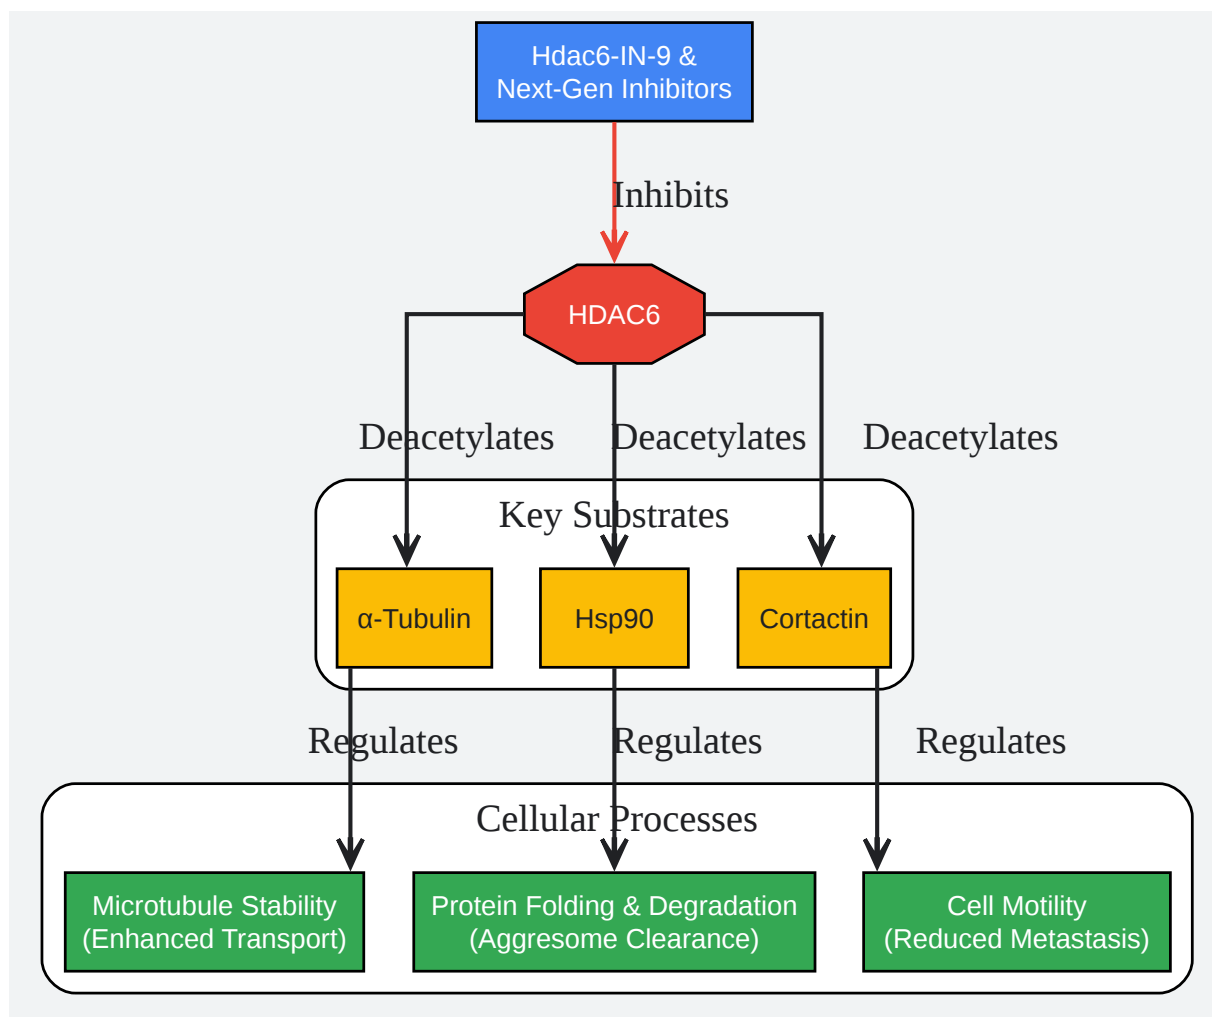 Hdac6-IN-9 &
Next-Gen Inhibitors
Inhibits
HDAC6
Deacetylates
Deacetylates
Deacetylates
Key Substrates
α-Tubulin
Hsp90
Cortactin
Regulates
Regulates
Regulates
Cellular Processes
Microtubule Stability
(Enhanced Transport)
Protein Folding & Degradation
(Aggresome Clearance)
Cell Motility
(Reduced Metastasis)